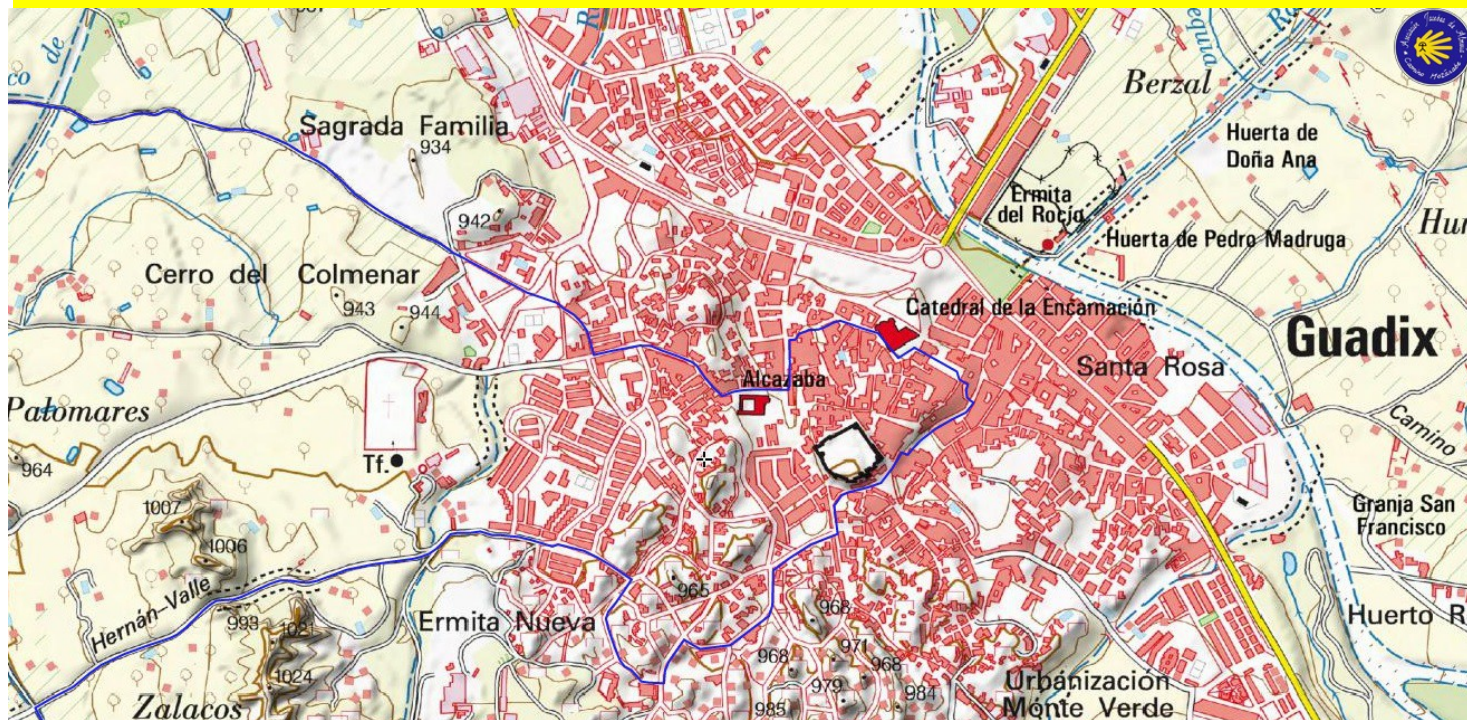 de
Sagrada Familia
934
942
Berzal
Huerta de
Doña Ana
Ermita
del Rocío
Huerta de Pedro Madruga
Cerro del Colmenar
943
944
Catedral de la Encarnación
Guadix
Santa Rosa
Alcazaba
Palomares
964
Tf.
Camino
1007
1006
Granja San
Francisco
Hernán-Valle
993
1021
Ermita Nueva
965
968
971
968
968
979
984
985
1024
Zalacos
Urbanización
Monte Verde
Huerto R